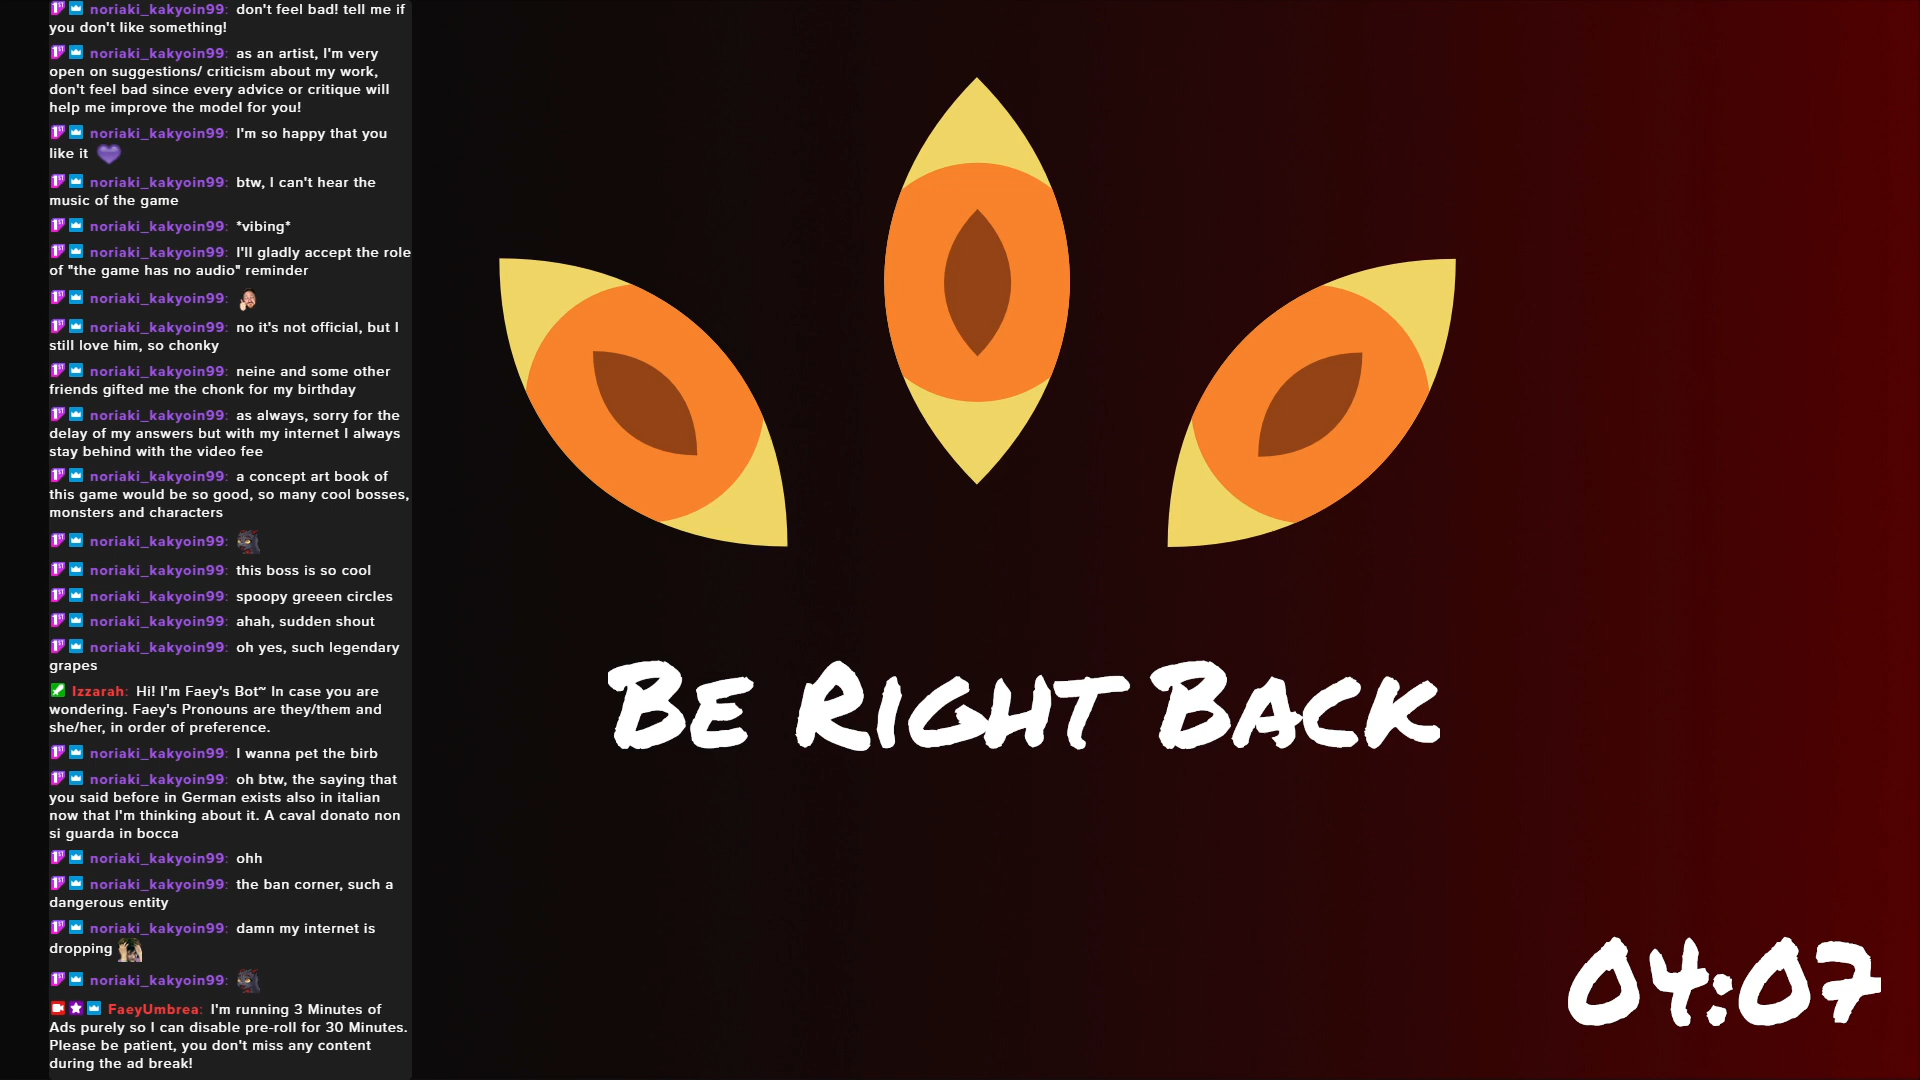 noriaki_kakyoin99: don't feel bad! tell me if
you don't like something!
noriaki_kakyoin99: as an artist, I'm very
open on suggestions/ criticism about my work,
don't feel bad since every advice or critique will
help me improve the model for you!
noriaki_kakyoin99: I'm so happy that you
like it
noriaki_kakyoin99: btw, I can't hear the
music of the game
noriaki_kakyoin99: *vibing*
noriaki_kakyoin99: I'll gladly accept the role
of "the game has no audio" reminder
noriaki_kakyoin99:
noriaki_kakyoin99: no it's not official, but I
still love him, so chonky
noriaki_kakyoin99: neine and some other
friends gifted me the chonk for my birthday
noriaki_kakyoin99: as always, sorry for the
delay of my answers but with my internet I always
stay behind with the video fee
noriaki_kakyoin99: a concept art book of
this game would be so good, so many cool bosses,
monsters and characters
noriaki_kakyoin99:
noriaki_kakyoin99: this boss is so cool
noriaki_kakyoin99: spoopy greeen circles
noriaki_kakyoin99: ahah, sudden shout
noriaki_kakyoin99: oh yes, such legendary
grapes
Izzarah: Hi! I'm Faey's Bot~ In case you are
wondering. Faey's Pronouns are they/them and
she/her, in order of preference.
noriaki_kakyoin99: I wanna pet the birb
noriaki_kakyoin99: oh btw, the saying that
you said before in German exists also in italian
now that I'm thinking about it. A caval donato non
si guarda in bocca
noriaki_kakyoin99: ohh
noriaki_kakyoin99: the ban corner, such a
dangerous entity
noriaki_kakyoin99: damn my internet is
dropping
noriaki_kakyoin99:
FaeyUmbrea: I'm running 3 Minutes of
Ads purely so I can disable pre-roll for 30 Minutes.
Please be patient, you don't miss any content
during the ad break!
Be Right Back
04:07